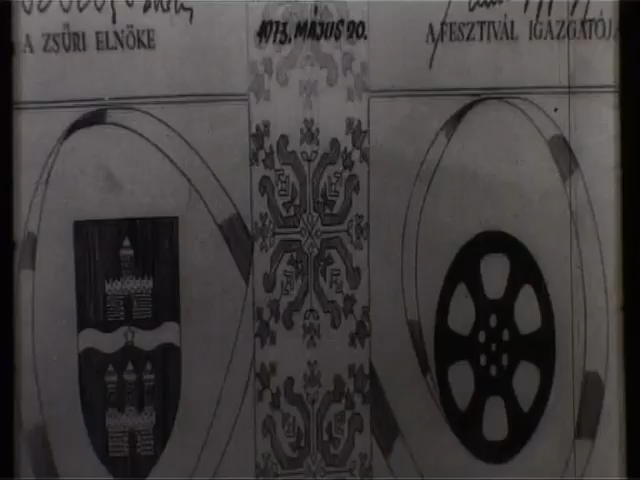 A ZSŰRI ELNÖKE
1973. MÁJUS 20.
A FESZTIVÁL IGAZGATÓJA